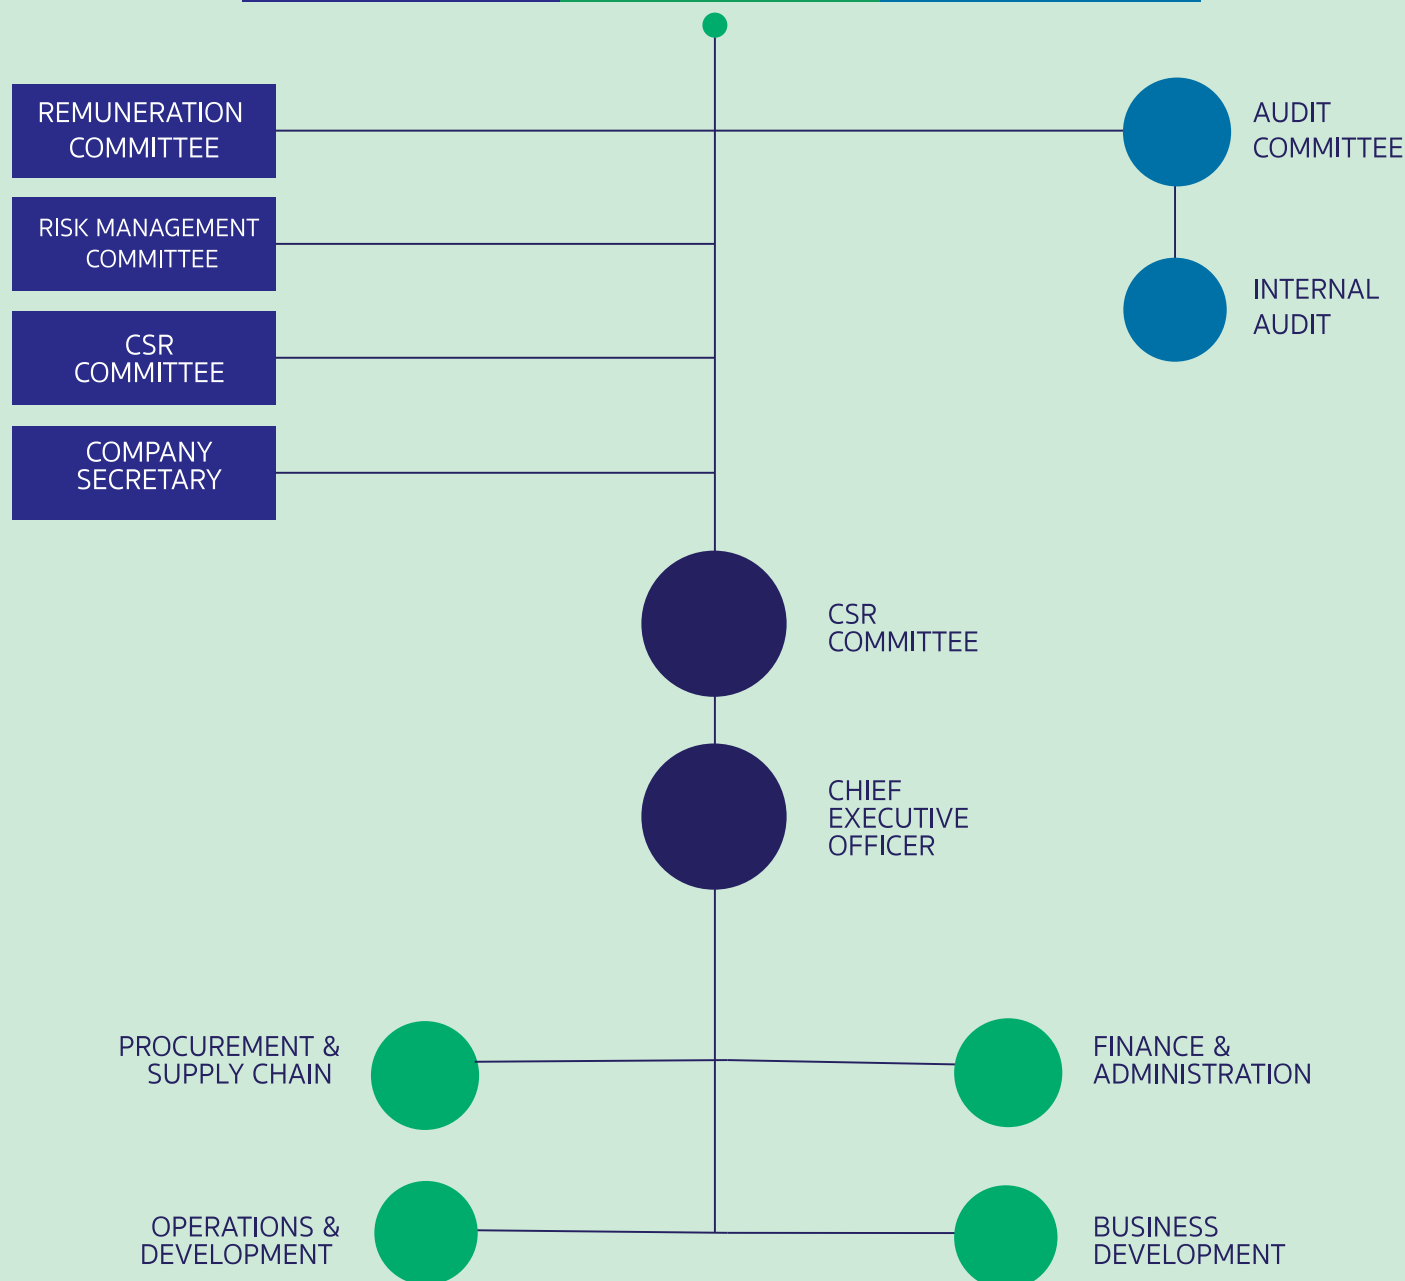 REMUNERATION
COMMITTEE
AUDIT
COMMITTEE
RISK MANAGEMENT
COMMITTEE
INTERNAL
AUDIT
CSR
COMMITTEE
COMPANY
SECRETARY
CSR
COMMITTEE
CHIEF
EXECUTIVE
OFFICER
PROCUREMENT &
SUPPLY CHAIN
FINANCE &
ADMINISTRATION
OPERATIONS &
DEVELOPMENT
BUSINESS
DEVELOPMENT